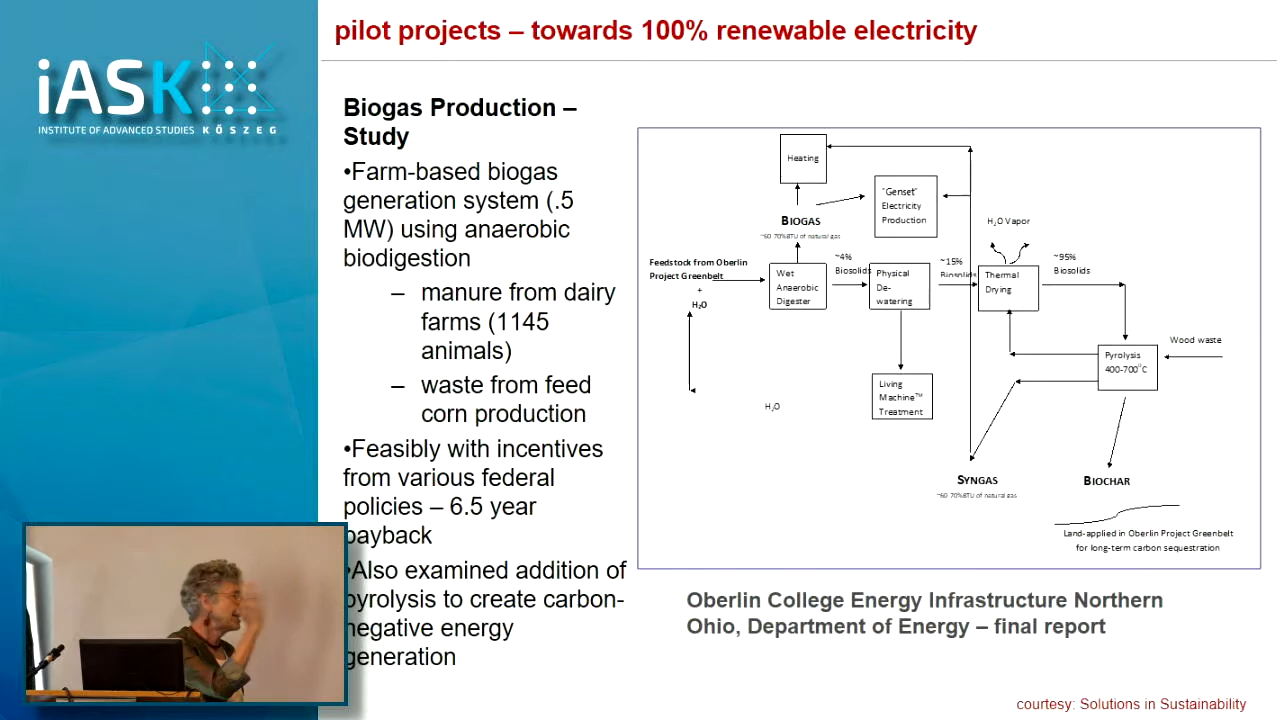 pilot projects – towards 100% renewable electricity
iASK
INSTITUTE OF ADVANCED STUDIES KŐSZEG
Biogas Production –
Study
•Farm-based biogas
generation system (.5
MW) using anaerobic
biodigestion
– manure from dairy
farms (1145
animals)
– waste from feed
corn production
•Feasibly with incentives
from various federal
policies – 6.5 year
payback
•Also examined addition of
pyrolysis to create carbon-
negative energy
generation
Heating
"Genset"
Electricity
Production
BIOGAS
~60 70%BTU of natural gas
H₂O Vapor
Feedstock from Oberlin
Project Greenbelt
+
H₂O
Wet
Anaerobic
Digester
~4%
Biosolids
Physical
De-
watering
~15%
Biosolids
Thermal
Drying
~95%
Biosolids
Wood waste
Pyrolysis
400-700°C
Living
Machine™
Treatment
H₂O
SYNGAS
~60 70%BTU of natural gas
BIOCHAR
Land-applied in Oberlin Project Greenbelt
for long-term carbon sequestration
Oberlin College Energy Infrastructure Northern
Ohio, Department of Energy – final report
courtesy: Solutions in Sustainability